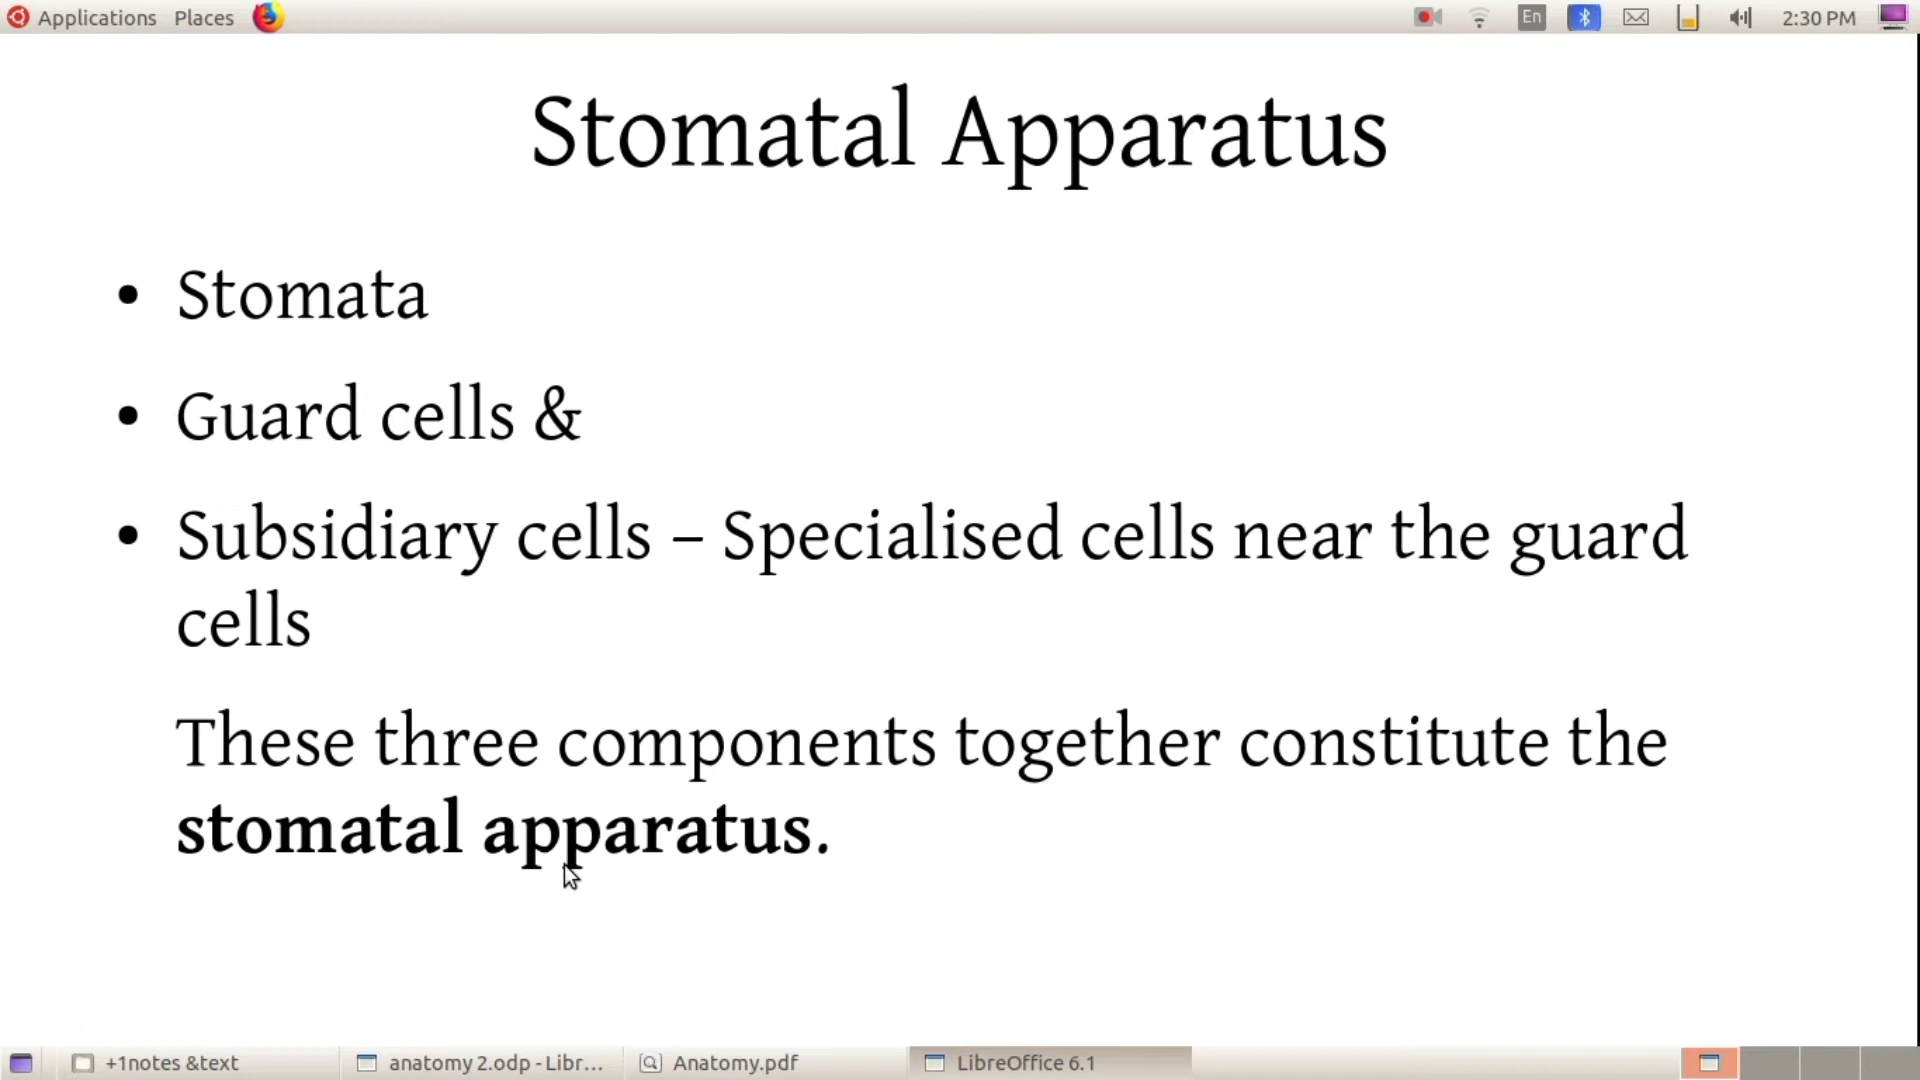 Applications Places En 2:30 PM
Stomatal Apparatus
• Stomata
• Guard cells &
• Subsidiary cells – Specialised cells near the guard
cells
These three components together constitute the
stomatal apparatus.
+1notes &text anatomy 2.odp - Libr... Anatomy.pdf LibreOffice 6.1